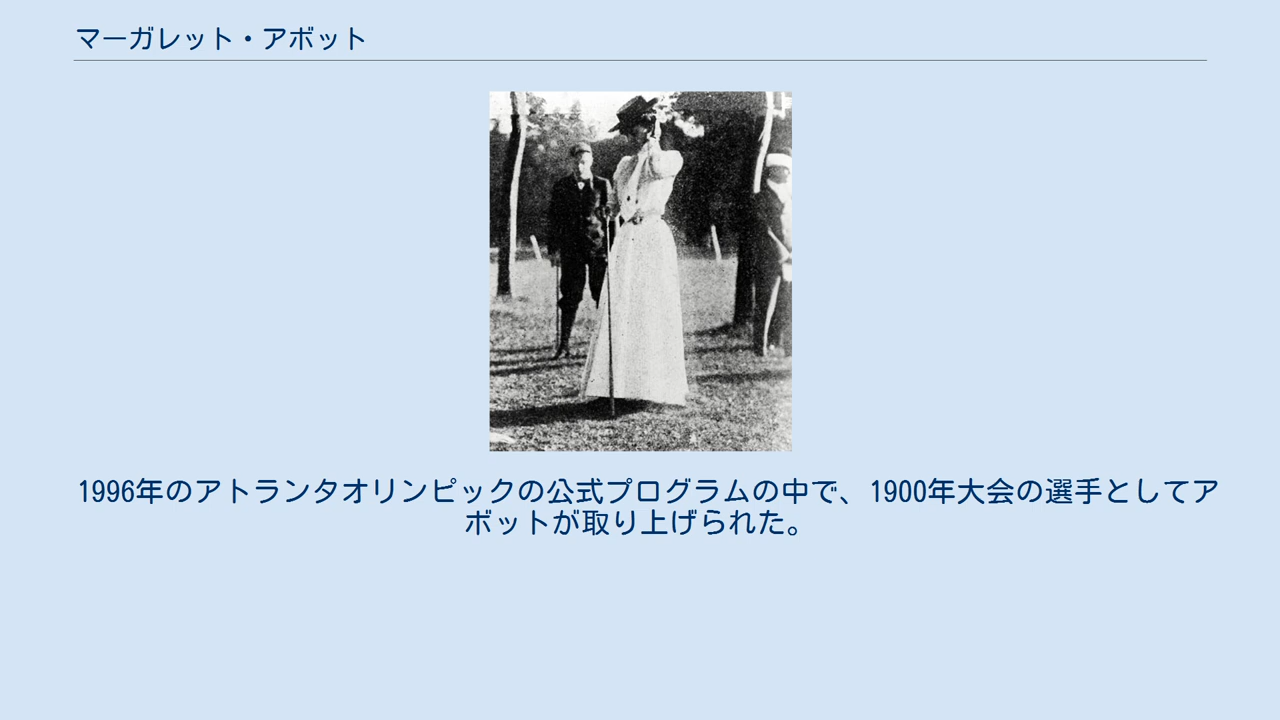 マーガレット・アボット
1996年のアトランタオリンピックの公式プログラムの中で、1900年大会の選手としてア
ボットが取り上げられた。